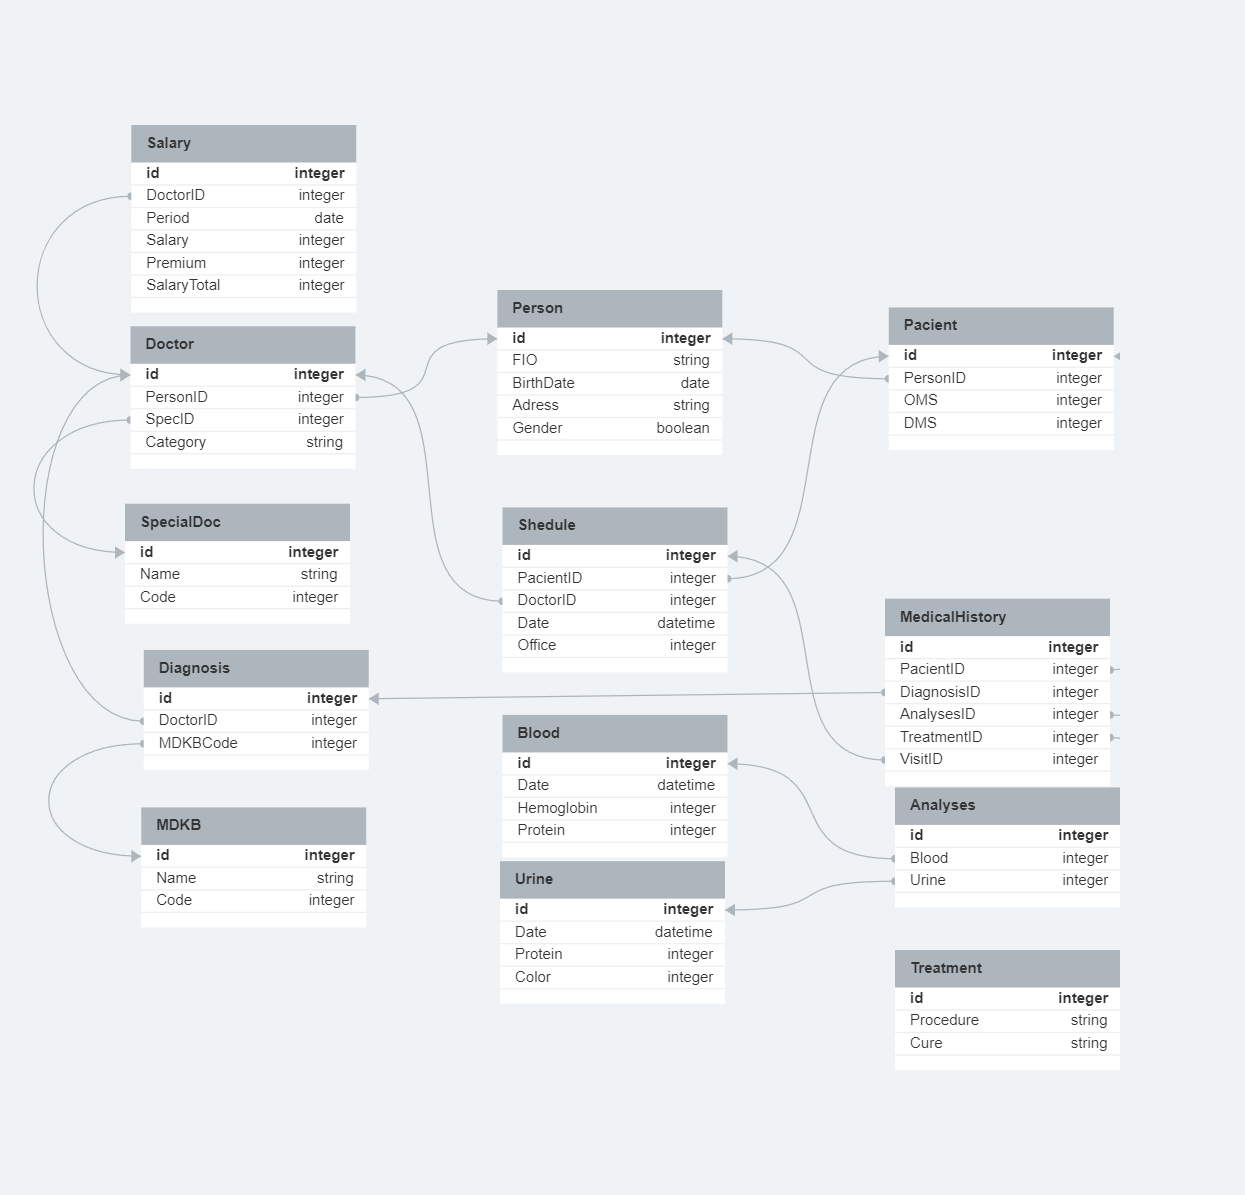 Salary
id integer
DoctorID integer
Period date
Salary integer
Premium integer
SalaryTotal integer
Doctor
id integer
PersonID integer
SpecID integer
Category string
SpecialDoc
id integer
Name string
Code integer
Diagnosis
id integer
DoctorID integer
MDKBCode integer
MDKB
id integer
Name string
Code integer
Person
id integer
FIO string
BirthDate date
Adress string
Gender boolean
Shedule
id integer
PacientID integer
DoctorID integer
Date datetime
Office integer
Blood
id integer
Date datetime
Hemoglobin integer
Protein integer
Urine
id integer
Date datetime
Protein integer
Color integer
Pacient
id integer
PersonID integer
OMS integer
DMS integer
MedicalHistory
id integer
PacientID integer
DiagnosisID integer
AnalysesID integer
TreatmentID integer
VisitID integer
Analyses
id integer
Blood integer
Urine integer
Treatment
id integer
Procedure string
Cure string